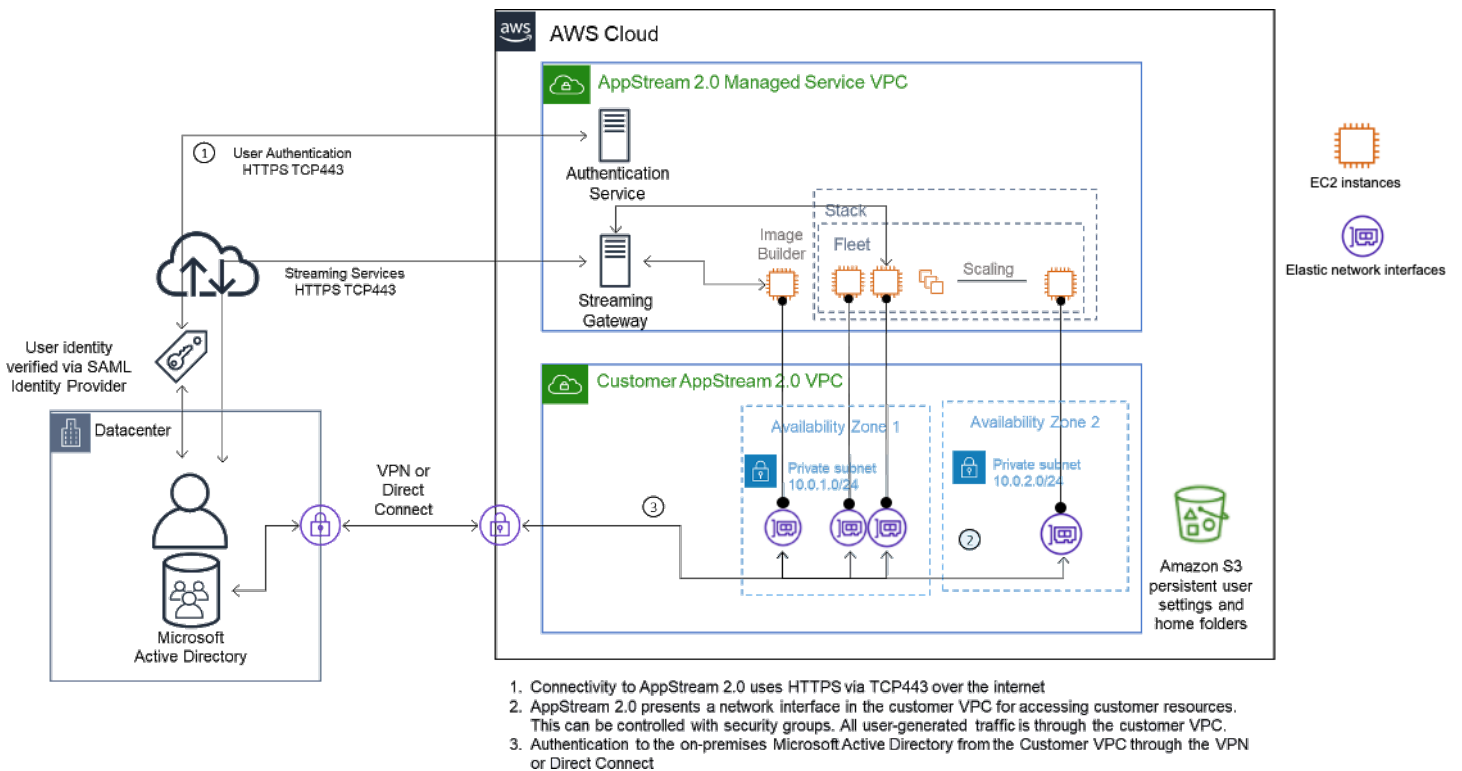 aws
AWS Cloud
AppStream 2.0 Managed Service VPC
1
User Authentication
HTTPS TCP443
Authentication
Service
Stack
Image
Builder
Fleet
Scaling
Streaming Services
HTTPS TCP443
Streaming
Gateway
EC2 instances
Elastic network interfaces
User identity
verified via SAML
Identity Provider
Customer AppStream 2.0 VPC
Datacenter
Availability Zone 1
Availability Zone 2
Private subnet
10.0.1.0/24
Private subnet
10.0.2.0/24
VPN or
Direct
Connect
3
2
Amazon S3
persistent user
settings and
home folders
Microsoft
Active Directory
1. Connectivity to AppStream 2.0 uses HTTPS via TCP443 over the internet
2. AppStream 2.0 presents a network interface in the customer VPC for accessing customer resources.
This can be controlled with security groups. All user-generated traffic is through the customer VPC.
3. Authentication to the on-premises Microsoft Active Directory from the Customer VPC through the VPN
or Direct Connect